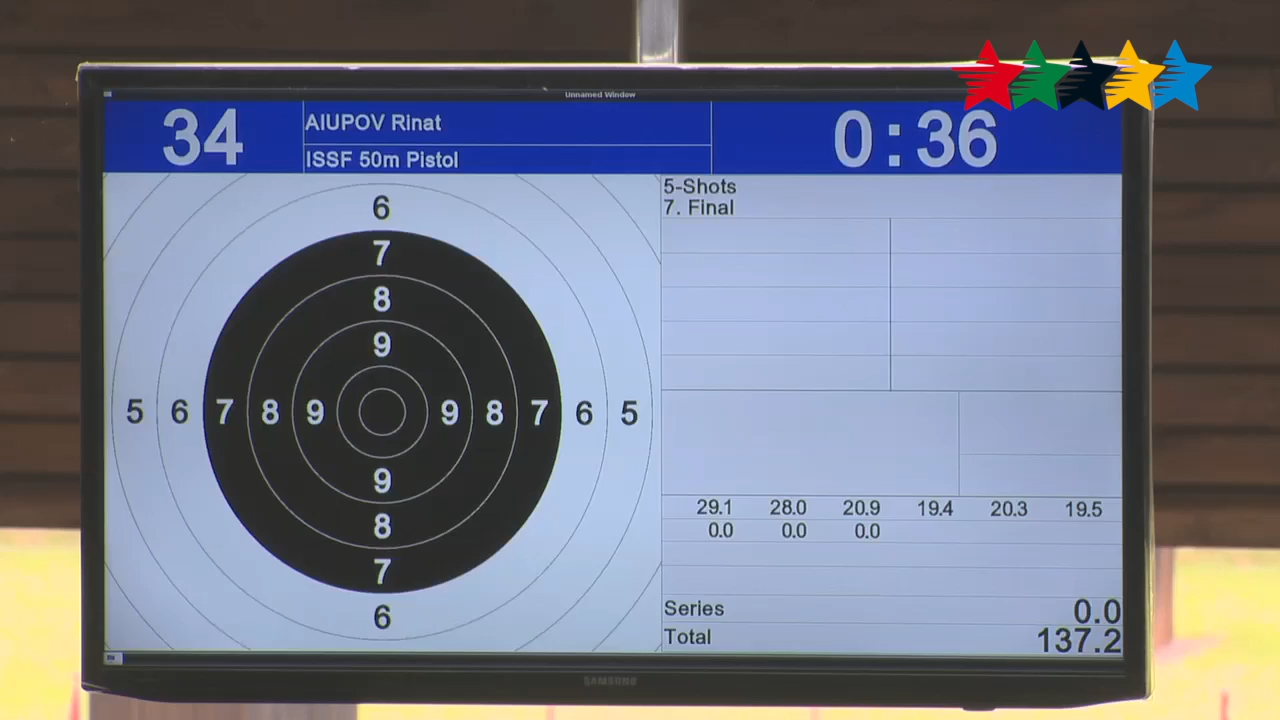 Unnamed Window
34
AIUPOV Rinat
ISSF 50m Pistol
0:36
5-Shots
7. Final
6
7
8
9
5 6 7 8 9 9 8 7 6 5
9
8
7
6
29.1 28.0 20.9 19.4 20.3 19.5
0.0 0.0 0.0
Series 0.0
Total 137.2
SAMSUNG